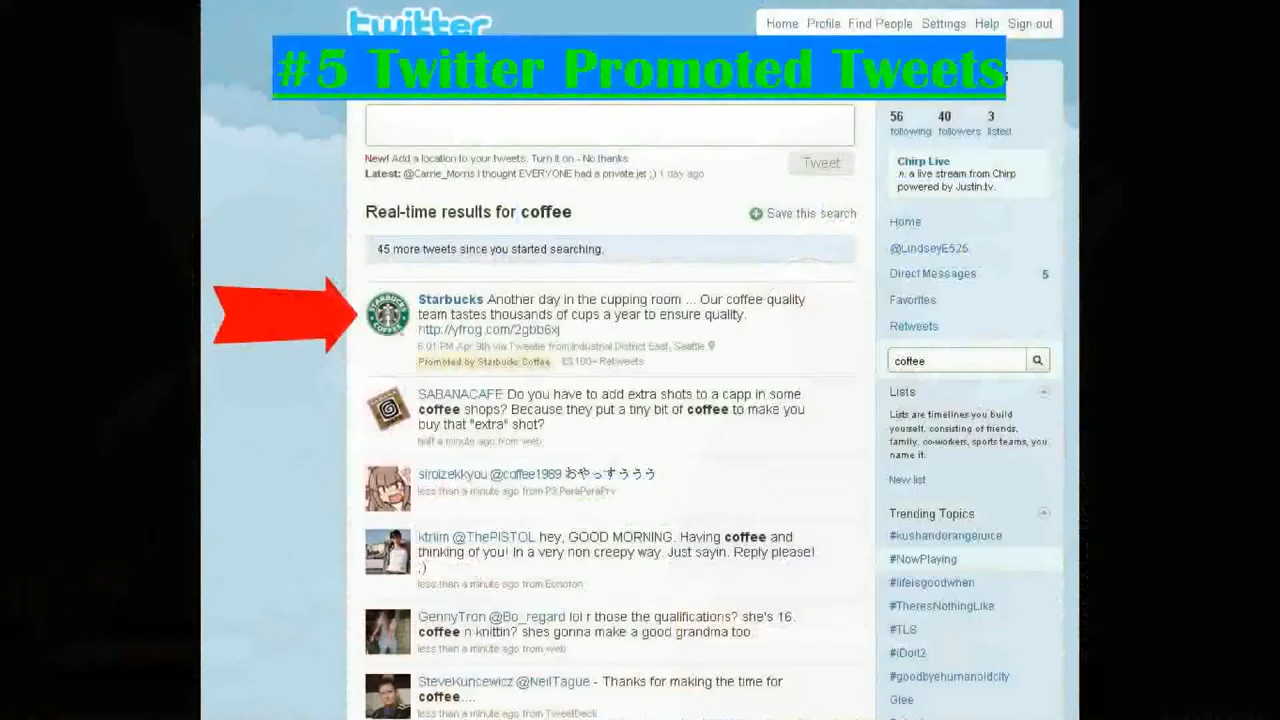 twitter
Home Profile Find People Settings Help Sign out
#5 Twitter Promoted Tweets
56 40 3
following followers listed
New! Add a location to your tweets. Turn it on - No thanks
Tweet
Latest: @Carrie_Morris I thought EVERYONE had a private jet ;) 1 day ago
Chirp Live
n. a live stream from Chirp
powered by Justin.tv.
Real-time results for coffee
Save this search
45 more tweets since you started searching.
Home
@LindseyE525
Direct Messages 5
Favorites
Retweets
Starbucks Another day in the cupping room ... Our coffee quality
team tastes thousands of cups a year to ensure quality.
http://yfrog.com/2gbb6xj
6:01 PM Apr 9th via Tweetie from Industrial District East, Seattle
Promoted by Starbucks Coffee 100+ Retweets
coffee
SABANACAFE Do you have to add extra shots to a capp in some
coffee shops? Because they put a tiny bit of coffee to make you
buy that "extra" shot?
half a minute ago from web
Lists
Lists are timelines you build
yourself, consisting of friends,
family, co-workers, sports teams, you
name it.
New list
siroizekkyou @coffee1989 おやっすぅぅぅ
less than a minute ago from P3:PeraPeraPrv
Trending Topics
#kushandorangejuice
#NowPlaying
#lifeisgoodwhen
#TheresNothingLike
#TLS
#iDoit2
#goodbyehumanoidcity
Glee
ktriim @ThePISTOL hey, GOOD MORNING. Having coffee and
thinking of you! In a very non creepy way. Just sayin. Reply please!
;)
less than a minute ago from Echofon
GennyTron @Bo_regard lol r those the qualifications? she's 16.
coffee n knittin? shes gonna make a good grandma too.
less than a minute ago from web
SteveKuncewicz @NeilTague - Thanks for making the time for
coffee....
less than a minute ago from TweetDeck